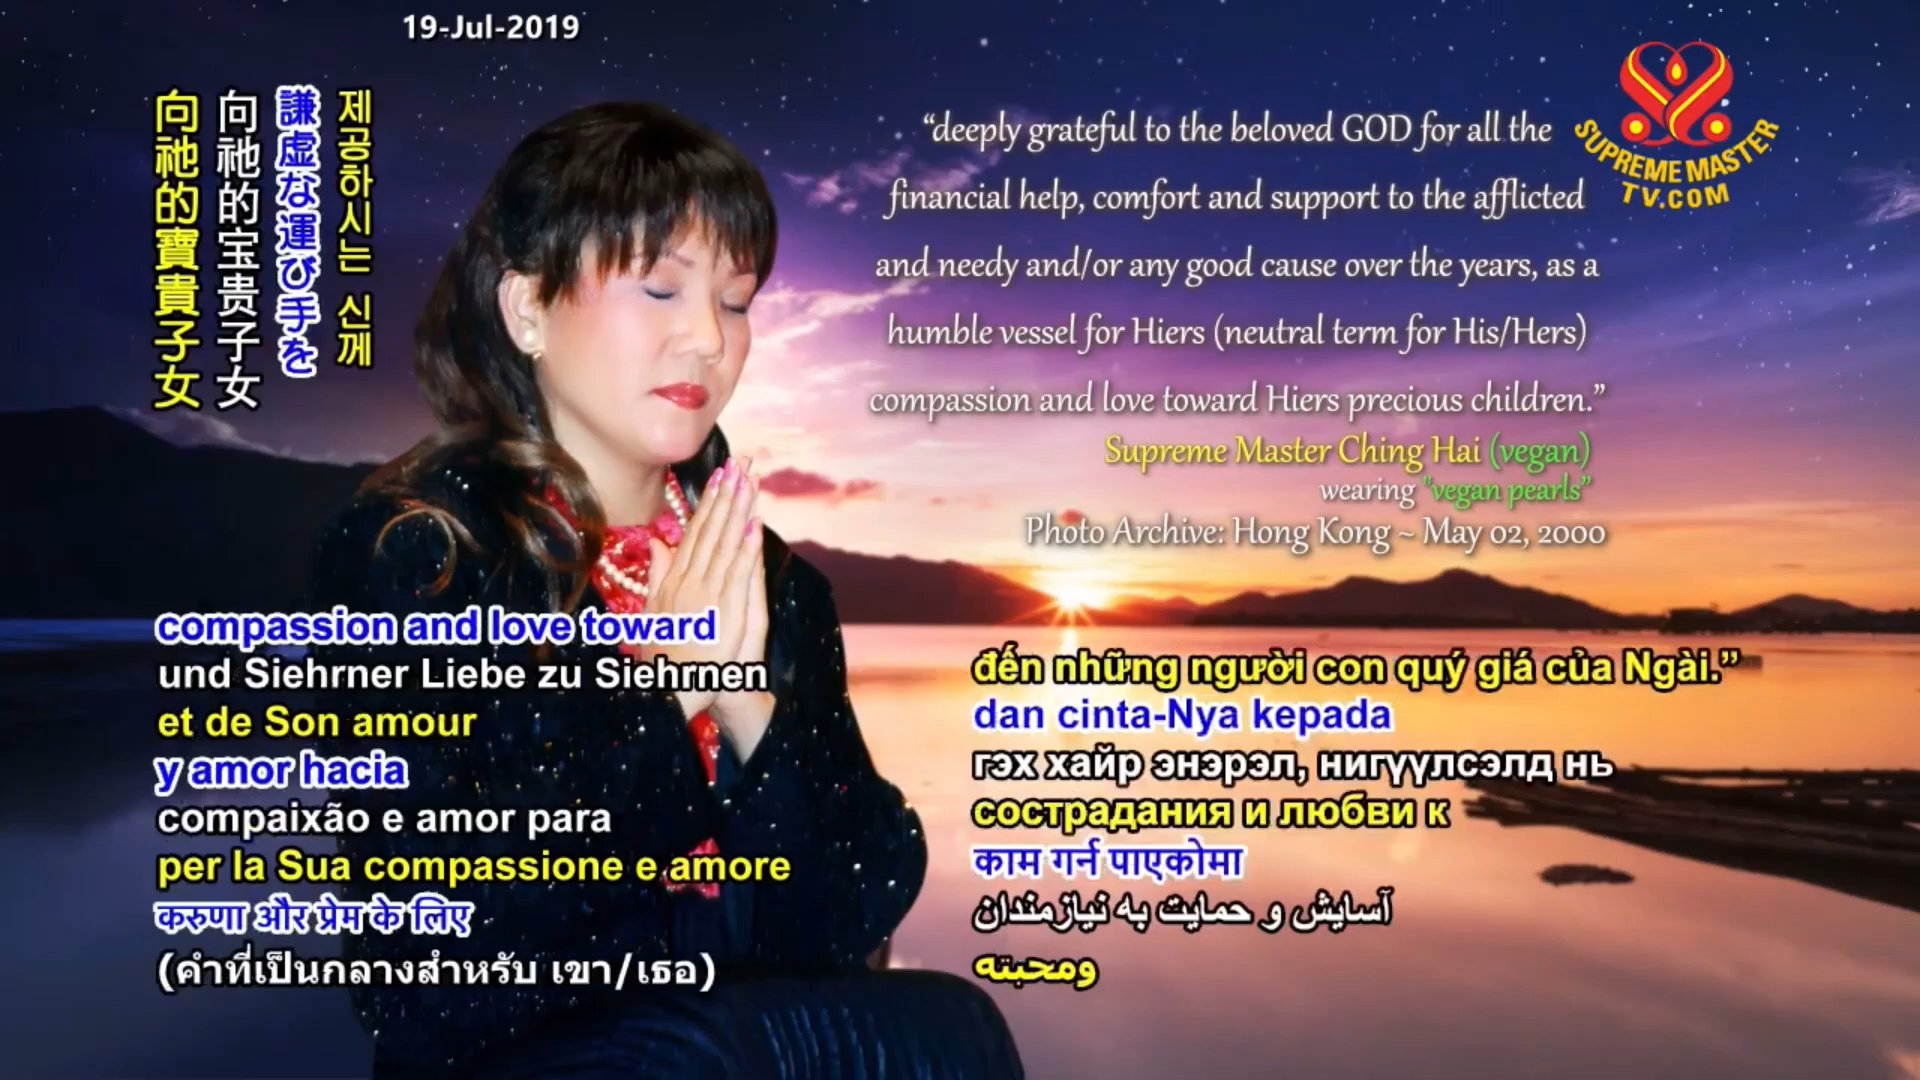 19-Jul-2019
제공하시는 신께
謙虚な運び手を
向祂的宝贵子女
向祂的寶貴子女
“deeply grateful to the beloved GOD for all the
financial help, comfort and support to the afflicted
and needy and/or any good cause over the years, as a
humble vessel for Hiers (neutral term for His/Hers)
compassion and love toward Hiers precious children.”
Supreme Master Ching Hai (vegan)
wearing "vegan pearls”
Photo Archive: Hong Kong ~ May 02, 2000
SUPREME MASTER
TV.COM
compassion and love toward
und Siehrner Liebe zu Siehrnen
et de Son amour
y amor hacia
compaixão e amor para
per la Sua compassione e amore
करुणा और प्रेम के लिए
(คำที่เป็นกลางสำหรับ เขา/เธอ)
đến những người con quý giá của Ngài.”
dan cinta-Nya kepada
гэх хайр энэрэл, нигүүлсэлд нь
сострадания и любви к
काम गर्न पाएकोमा
آسایش و حمایت به نیازمندان
ومحبته